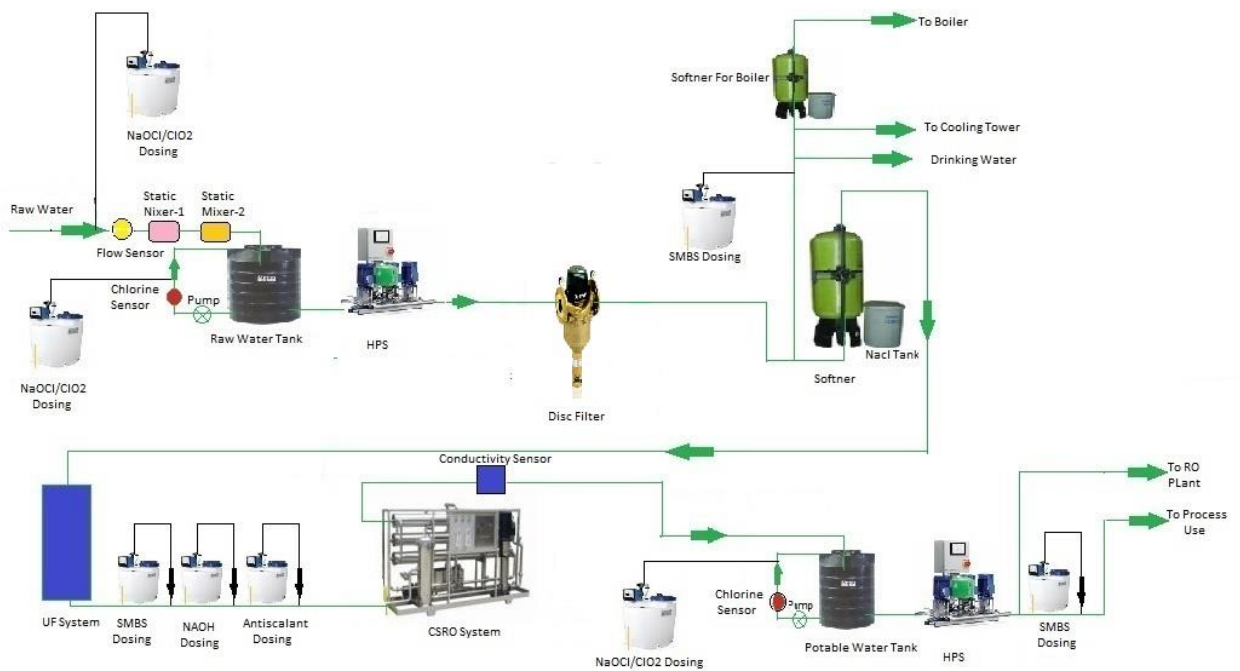 To Boiler
Softner For Boiler
NaOCl/ClO2
Dosing
To Cooling Tower
Drinking Water
Raw Water
Static
Nixer-1
Static
Mixer-2
Flow Sensor
SMBS Dosing
Chlorine
Sensor
Pump
Raw Water Tank
HPS
NaOCl/ClO2
Dosing
Disc Filter
Softner
Nacl Tank
Conductivity Sensor
To RO
PLant
To Process
Use
UF System
SMBS
Dosing
NAOH
Dosing
Antiscalant
Dosing
CSRO System
Chlorine
Sensor
Pump
NaOCl/ClO2 Dosing
Potable Water Tank
HPS
SMBS
Dosing